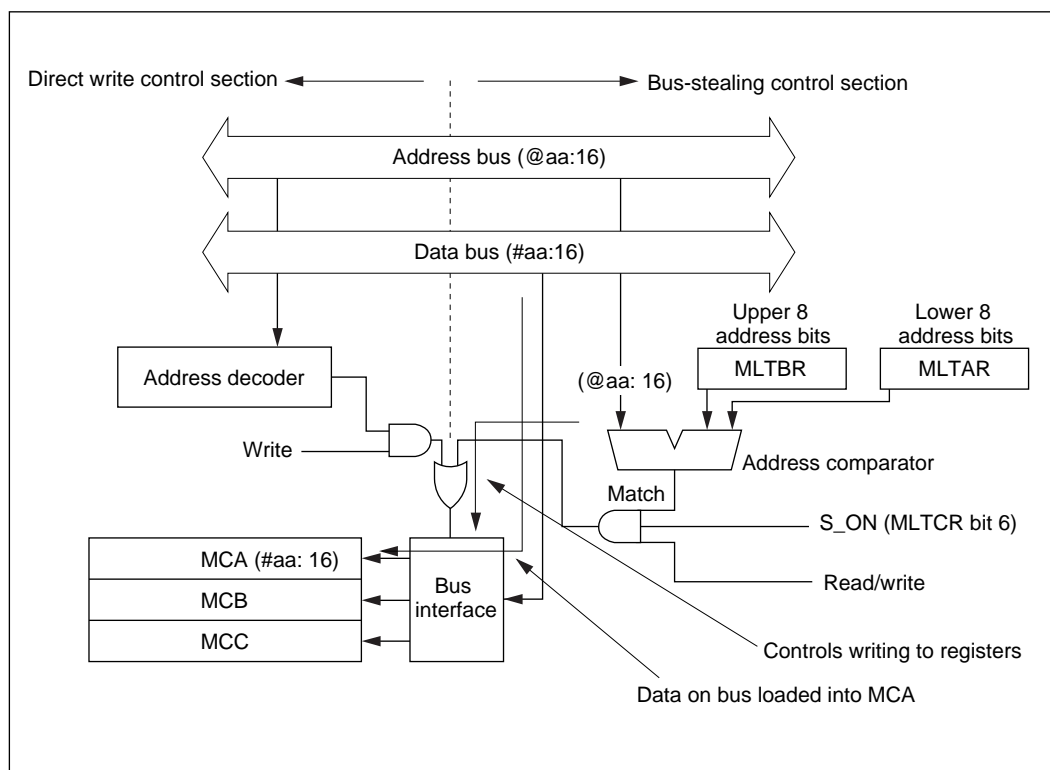 Direct write control section
Bus-stealing control section
Address bus (@aa:16)
Data bus (#aa:16)
Upper 8
address bits
Lower 8
address bits
MLTBR
MLTAR
Address decoder
(@aa: 16)
Write
Address comparator
Match
S_ON (MLTCR bit 6)
MCA (#aa: 16)
MCB
MCC
Bus
interface
Read/write
Controls writing to registers
Data on bus loaded into MCA